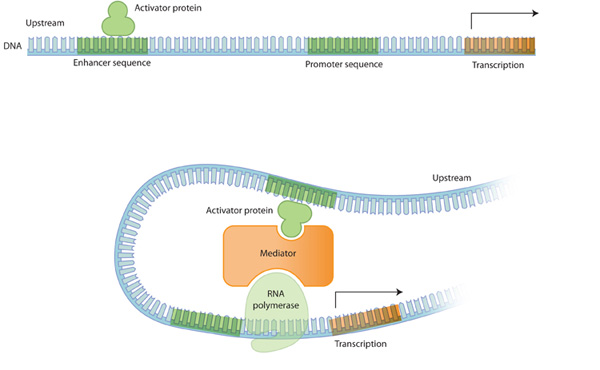 Activator protein
Upstream
DNA
Enhancer sequence
Promoter sequence
Transcription
Upstream
Activator protein
Mediator
RNA
polymerase
Transcription